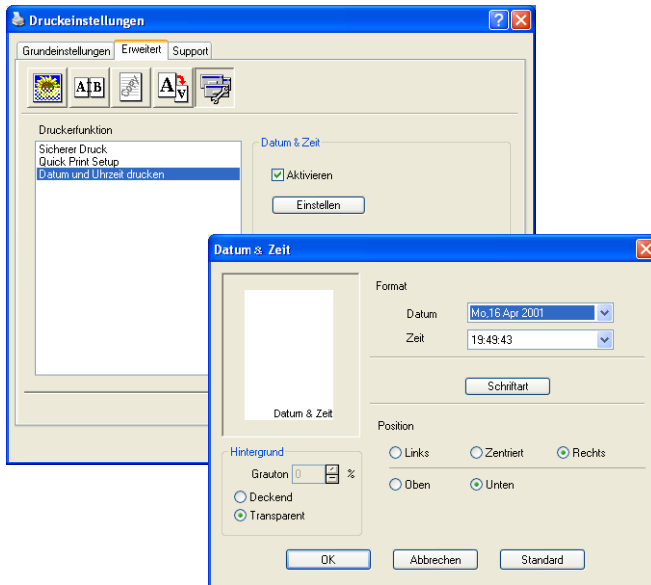 Druckeinstellungen
Grundeinstellungen Erweitert Support
A B
COPY
A V
Druckerfunktion
Sicherer Druck
Quick Print Setup
Datum und Uhrzeit drucken
Datum & Zeit
Aktivieren
Einstellen
Datum & Zeit
Format
Datum Mo,16 Apr 2001
Zeit 19:49:43
Schriftart
Datum & Zeit
Position
Links Zentriert Rechts
Oben Unten
Hintergrund
Grauton 0 %
Deckend
Transparent
OK Abbrechen Standard